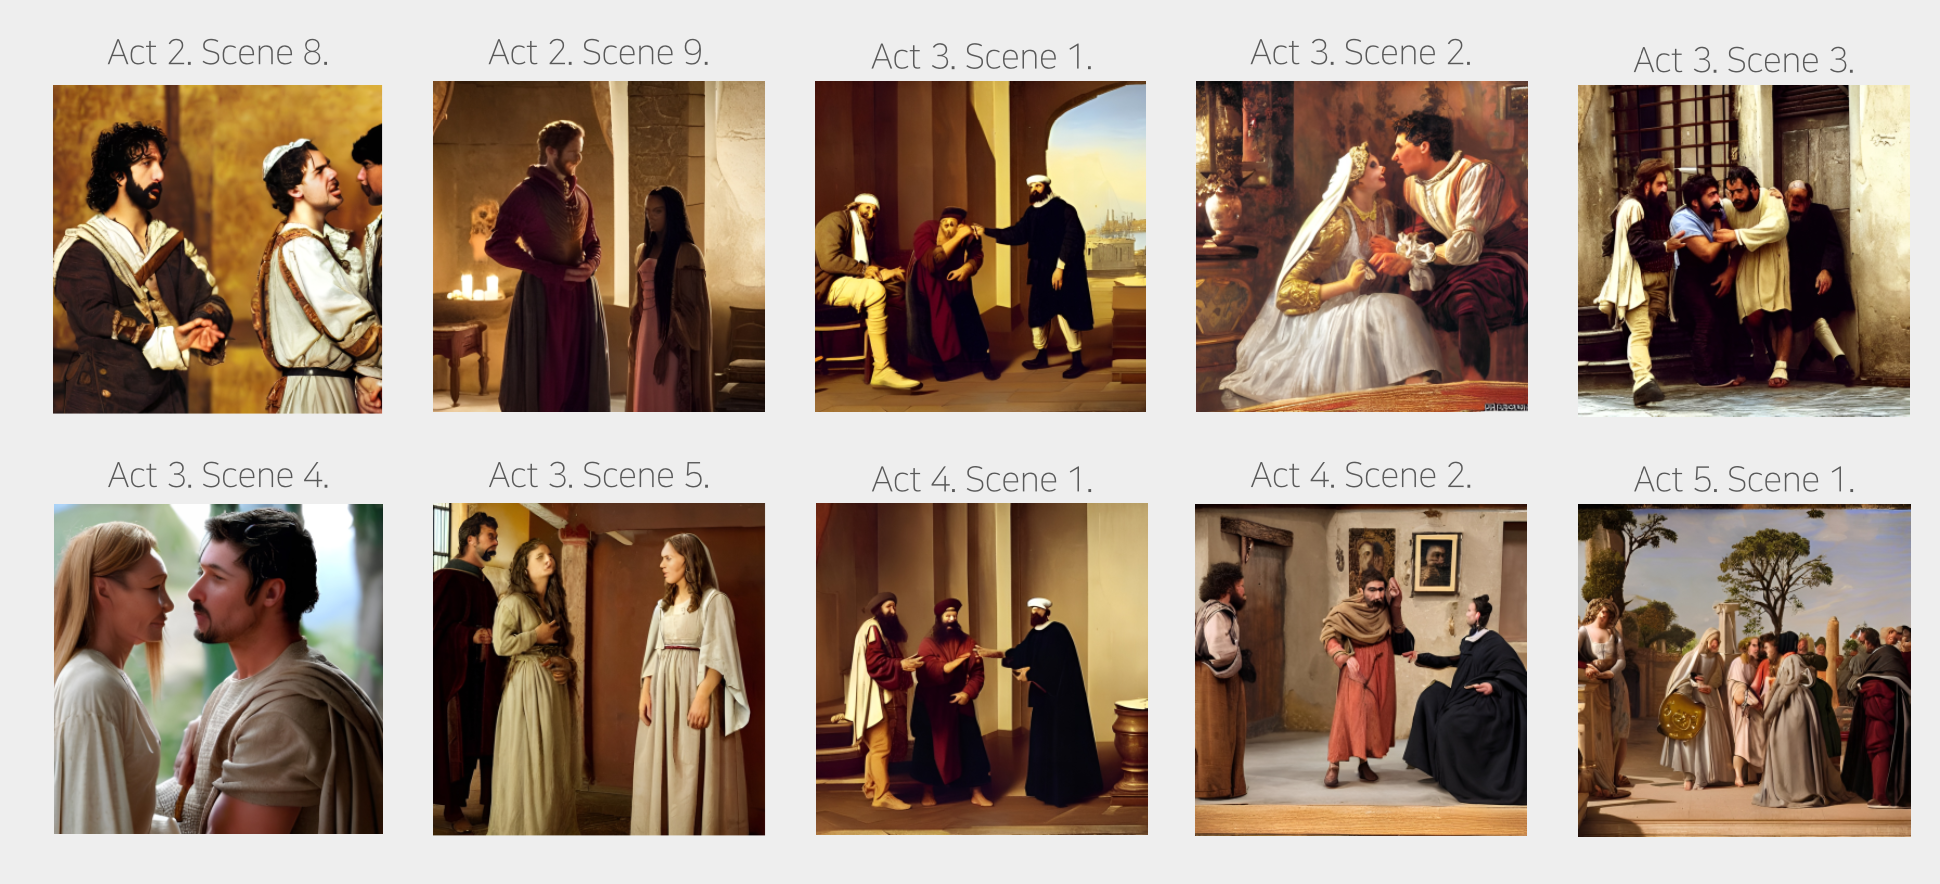 Act 2. Scene 8.
Act 2. Scene 9.
Act 3. Scene 1.
Act 3. Scene 2.
Act 3. Scene 3.
Act 3. Scene 4.
Act 3. Scene 5.
Act 4. Scene 1.
Act 4. Scene 2.
Act 5. Scene 1.